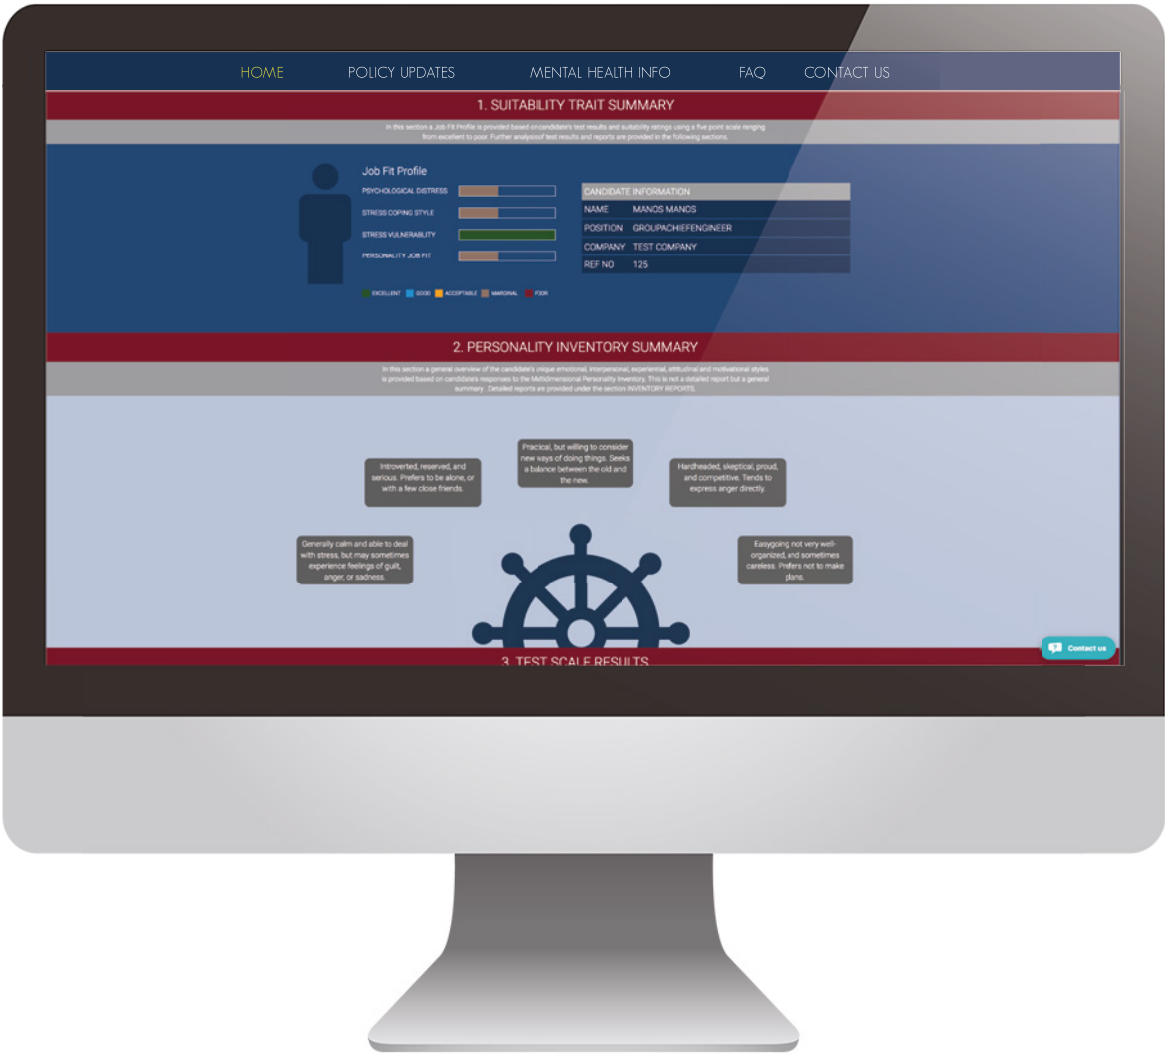 HOME POLICY UPDATES MENTAL HEALTH INFO FAQ CONTACT US
1. SUITABILITY TRAIT SUMMARY
In this section a Job Fit Profile is provided based on candidate's test results and suitability ratings using a five point scale ranging
from excellent to poor. Further analysis of test results and reports are provided in the following sections.
Job Fit Profile
PSYCHOLOGICAL DISTRESS
STRESS COPING STYLE
STRESS VULNERABLITY
PERSONALITY JOB FIT
EXCELLENT GOOD ACCEPTABLE MARGINAL POOR
CANDIDATE INFORMATION
NAME MANOS MANOS
POSITION GROUPACHIEFENGINEER
COMPANY TEST COMPANY
REF NO 125
2. PERSONALITY INVENTORY SUMMARY
In this section a general overview of the candidate's unique emotional, interpersonal, experiential, attitudinal and motivational styles
is provided based on candidate's responses to the Multidimensional Personality Inventory. This is not a detailed report but a general
summary . Detailed reports are provided under the section INVENTORY REPORTS.
Generally calm and able to deal
with stress, but may sometimes
experience feelings of guilt,
anger, or sadness.
Introverted, reserved, and
serious. Prefers to be alone, or
with a few close friends.
Practical, but willing to consider
new ways of doing things. Seeks
a balance between the old and
the new.
Hardheaded, skeptical, proud,
and competitive. Tends to
express anger directly.
Easygoing not very well-
organized, and sometimes
careless. Prefers not to make
plans.
3. TEST SCALE RESULTS
Contact us